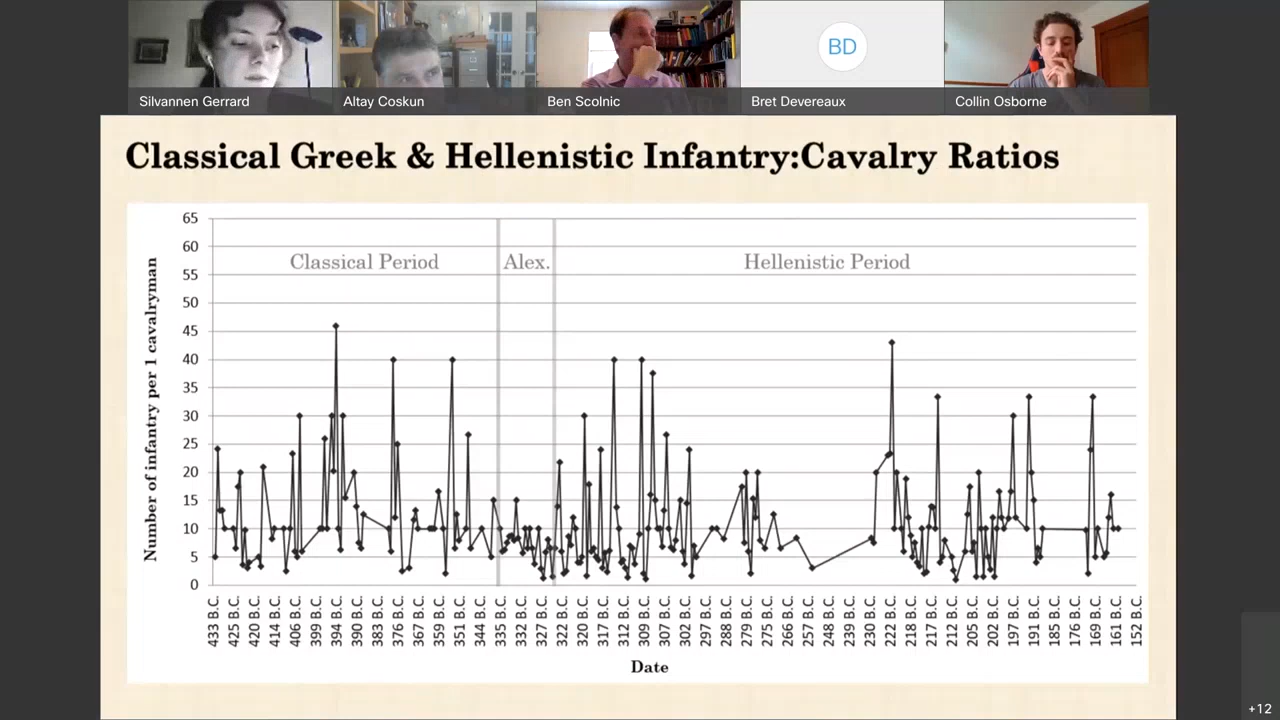 BD
Silvannen Gerrard
Altay Coskun
Ben Scolnic
Bret Devereaux
Collin Osborne
Classical Greek & Hellenistic Infantry:Cavalry Ratios
Number of infantry per 1 cavalryman
65
60
55
50
45
40
35
30
25
20
15
10
5
0
Classical Period
Alex.
Hellenistic Period
433 B.C.
425 B.C.
420 B.C.
414 B.C.
406 B.C.
399 B.C.
394 B.C.
390 B.C.
383 B.C.
376 B.C.
367 B.C.
359 B.C.
351 B.C.
344 B.C.
335 B.C.
332 B.C.
327 B.C.
322 B.C.
320 B.C.
317 B.C.
312 B.C.
309 B.C.
307 B.C.
302 B.C.
297 B.C.
288 B.C.
279 B.C.
275 B.C.
266 B.C.
257 B.C.
248 B.C.
239 B.C.
230 B.C.
222 B.C.
218 B.C.
217 B.C.
212 B.C.
205 B.C.
202 B.C.
197 B.C.
191 B.C.
185 B.C.
176 B.C.
169 B.C.
161 B.C.
152 B.C.
Date
+12